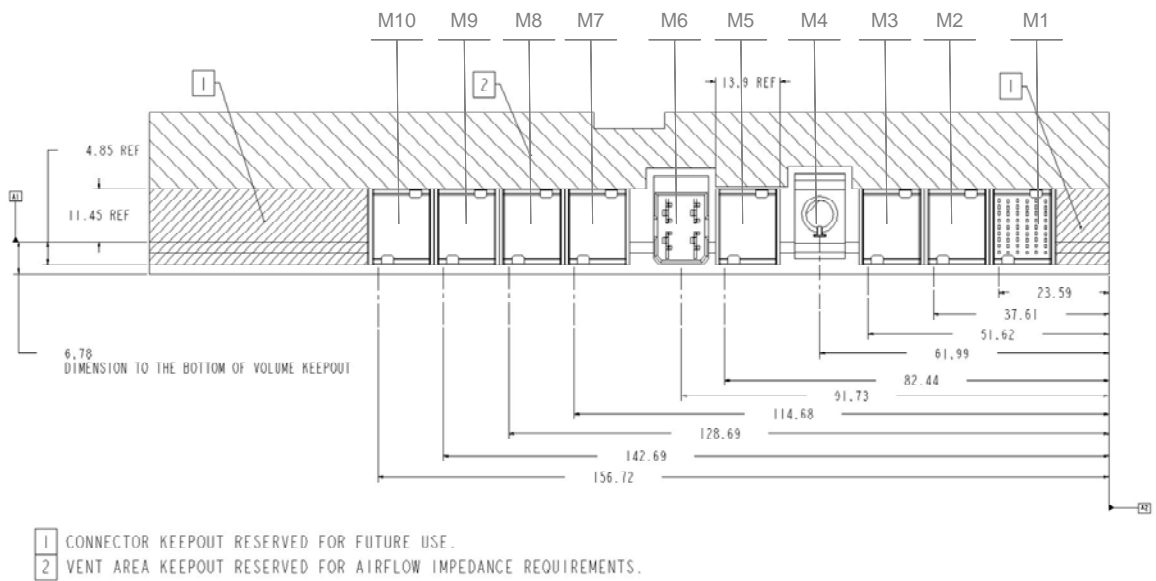 M10 M9 M8 M7 M6 M5 M4 M3 M2 M1
1 2 13.9 REF 1
4.85 REF
A1
11.45 REF
23.59
37.61
51.62
6.78 61.99
DIMENSION TO THE BOTTOM OF VOLUME KEEPOUT
82.44
91.73
114.68
128.69
142.69
156.72
A2
1 CONNECTOR KEEPOUT RESERVED FOR FUTURE USE.
2 VENT AREA KEEPOUT RESERVED FOR AIRFLOW IMPEDANCE REQUIREMENTS.